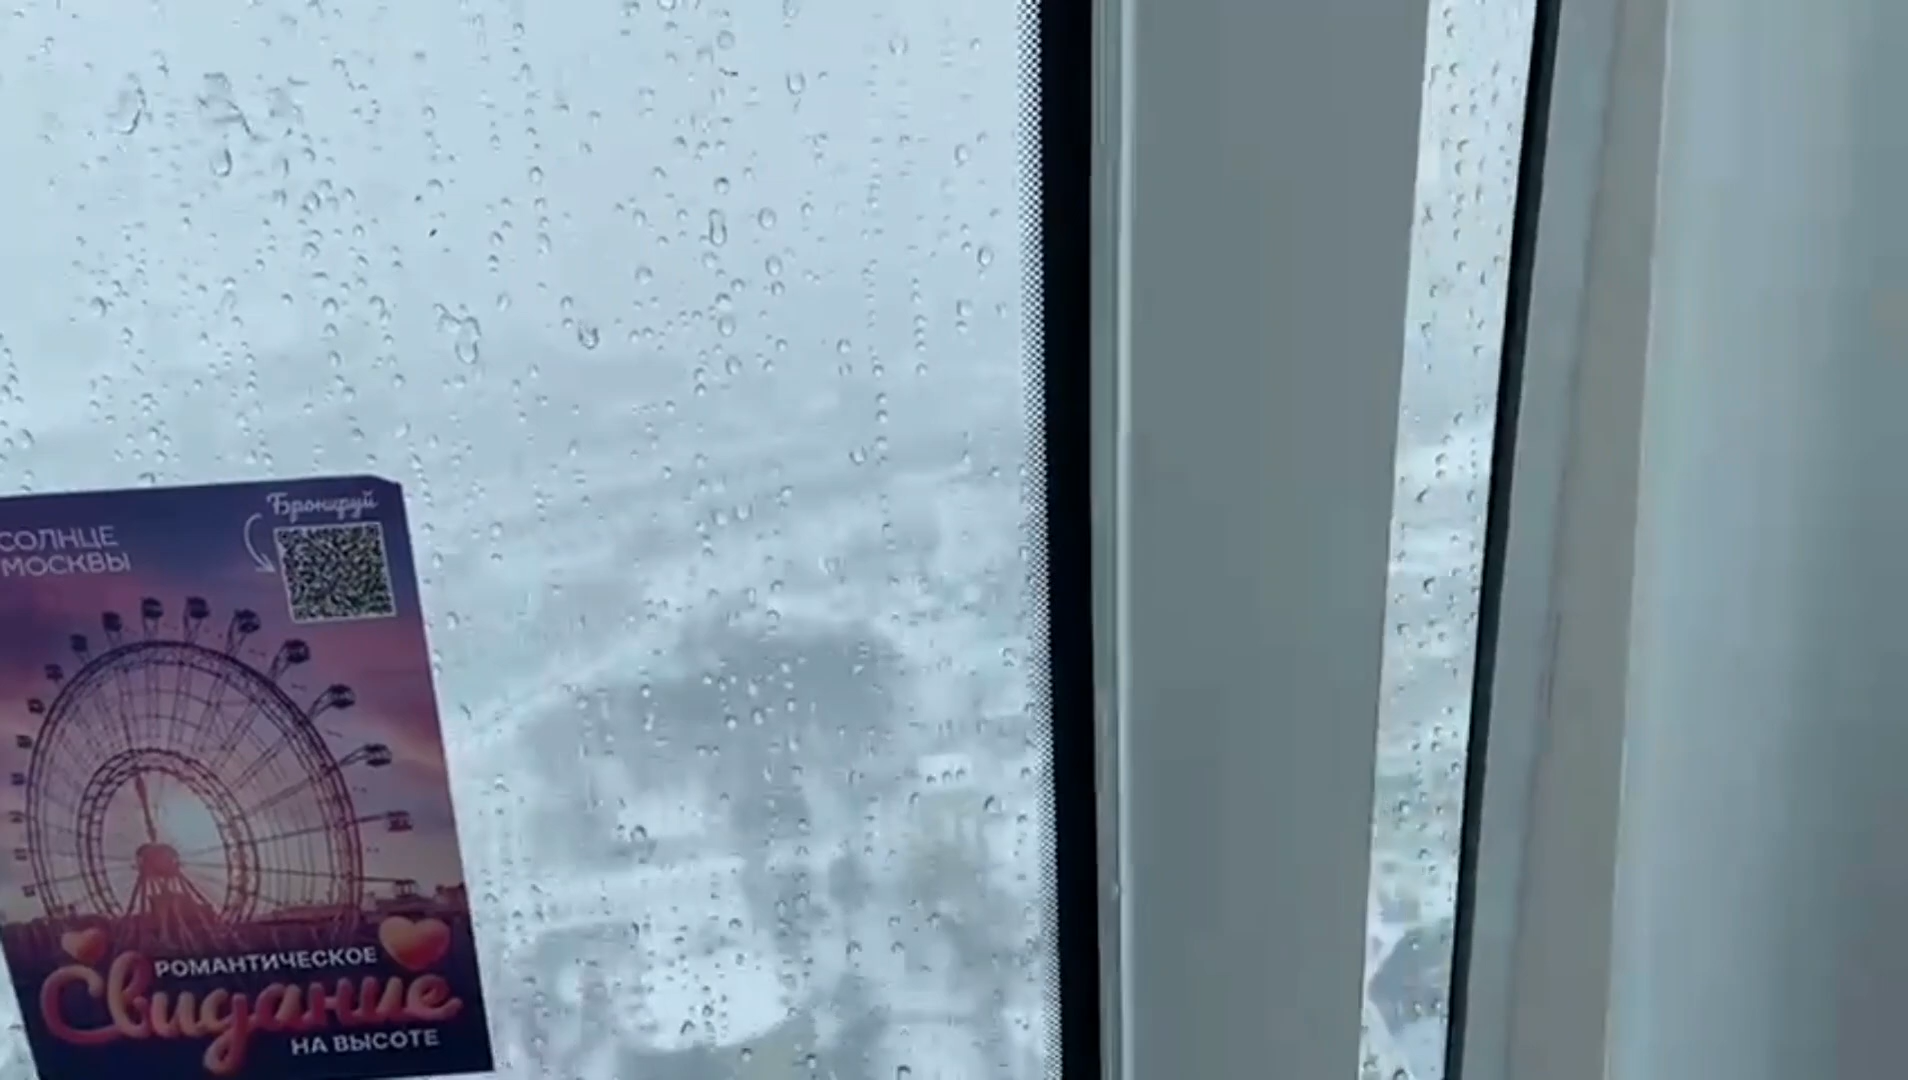 Бронируй
СОЛНЦЕ
МОСКВЫ
РОМАНТИЧЕСКОЕ
Свидание
НА ВЫСОТЕ